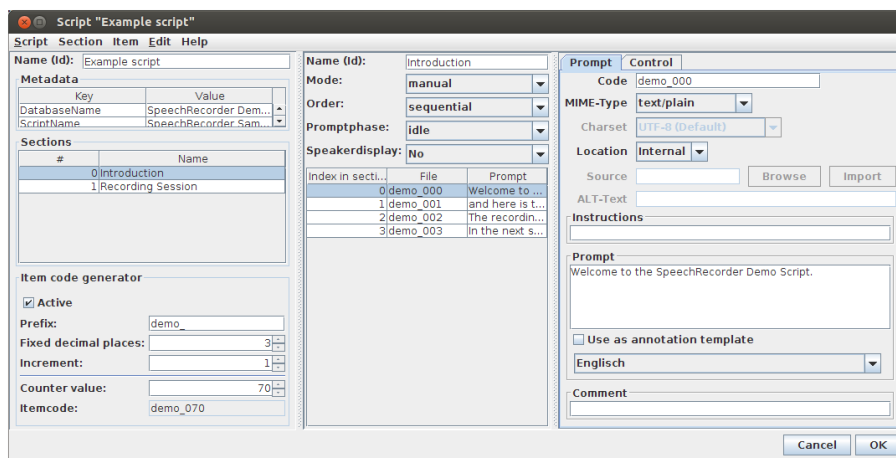 Script "Example script"
Script Section Item Edit Help
Name (Id): Example script
Metadata
Key Value
DatabaseName SpeechRecorder Dem...
ScriptName SpeechRecorder Sam...
Sections
# Name
0 Introduction
1 Recording Session
Item code generator
Active
Prefix: demo_
Fixed decimal places: 3
Increment: 1
Counter value: 70
Itemcode: demo_070
Name (Id): Introduction
Mode: manual
Order: sequential
Promptphase: idle
Speakerdisplay: No
Index in secti... File Prompt
0 demo_000 Welcome to ...
1 demo_001 and here is t...
2 demo_002 The recordin...
3 demo_003 In the next s...
Prompt Control
Code demo_000
MIME-Type text/plain
Charset UTF-8 (Default)
Location Internal
Source Browse Import
ALT-Text
Instructions
Prompt
Welcome to the SpeechRecorder Demo Script.
Use as annotation template
Englisch
Comment
Cancel OK